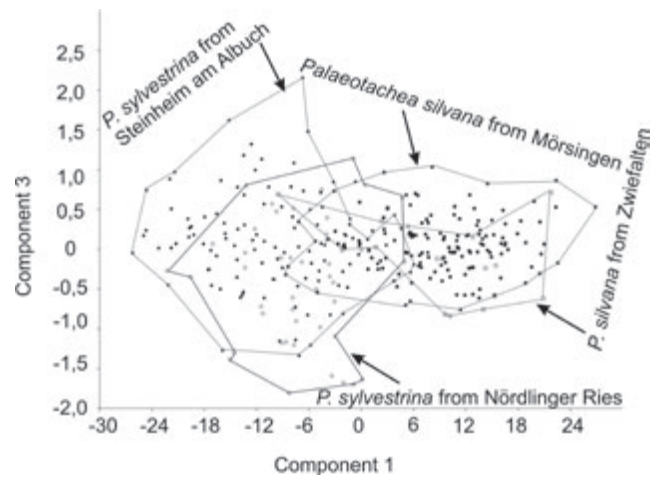 2,5
2,0
1,5
1,0
0,5
0
-0,5
-1,0
-1,5
-2,0
Component 3
P. sylvestrina from
Steinheim am Albuch
Palaeotachea silvana from Mörsingen
P. silvana from Zwiefalten
P. sylvestrina from Nördlinger Ries
-30 -24 -18 -12 -6 0 6 12 18 24
Component 1